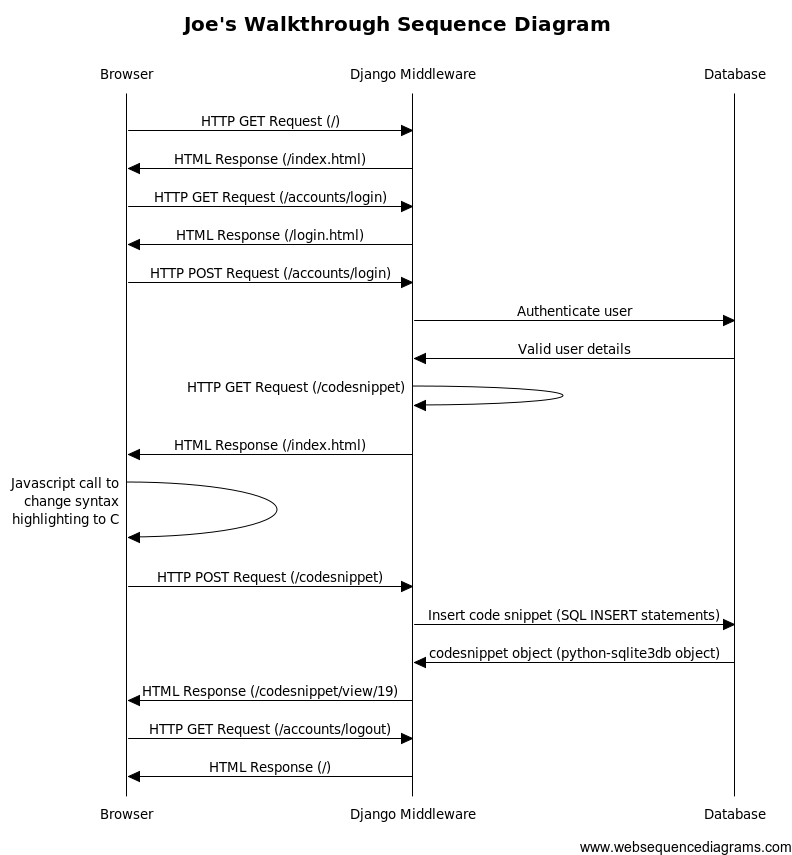 Joe's Walkthrough Sequence Diagram
Browser
Django Middleware
Database
HTTP GET Request (/)
HTML Response (/index.html)
HTTP GET Request (/accounts/login)
HTML Response (/login.html)
HTTP POST Request (/accounts/login)
Authenticate user
Valid user details
HTTP GET Request (/codesnippet)
HTML Response (/index.html)
Javascript call to
change syntax
highlighting to C
HTTP POST Request (/codesnippet)
Insert code snippet (SQL INSERT statements)
codesnippet object (python-sqlite3db object)
HTML Response (/codesnippet/view/19)
HTTP GET Request (/accounts/logout)
HTML Response (/)
Browser
Django Middleware
Database
www.websequencediagrams.com